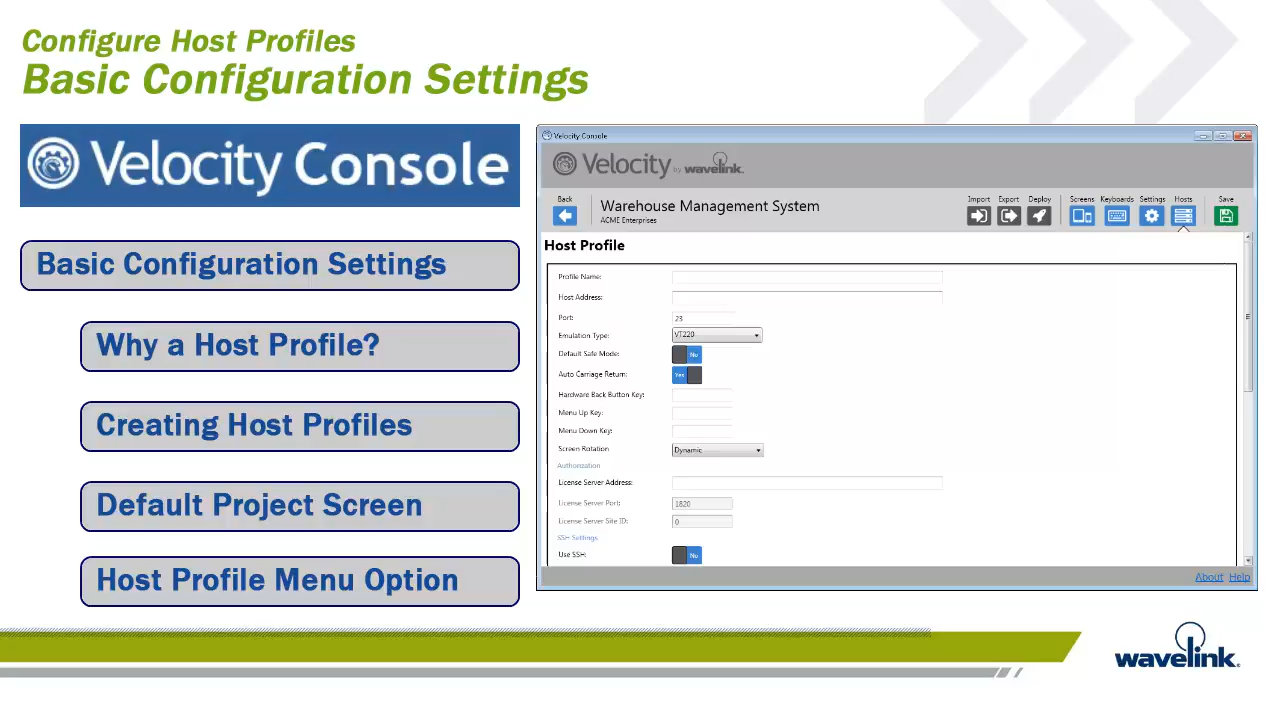 Configure Host Profiles
Basic Configuration Settings
Velocity Console
Basic Configuration Settings
Why a Host Profile?
Creating Host Profiles
Default Project Screen
Host Profile Menu Option
Velocity Console
Velocity by wavelink
Back
Warehouse Management System
ACME Enterprises
Import Export Deploy Screens Keyboards Settings Hosts Save
Host Profile
Profile Name:
Host Address:
Port: 23
Emulation Type: VT220
Default Safe Mode: No
Auto Carriage Return: Yes
Hardware Back Button Key:
Menu Up Key:
Menu Down Key:
Screen Rotation Dynamic
Authorization
License Server Address:
License Server Port: 1820
License Server Site ID: 0
SSH Settings
Use SSH: No
About Help
wavelink